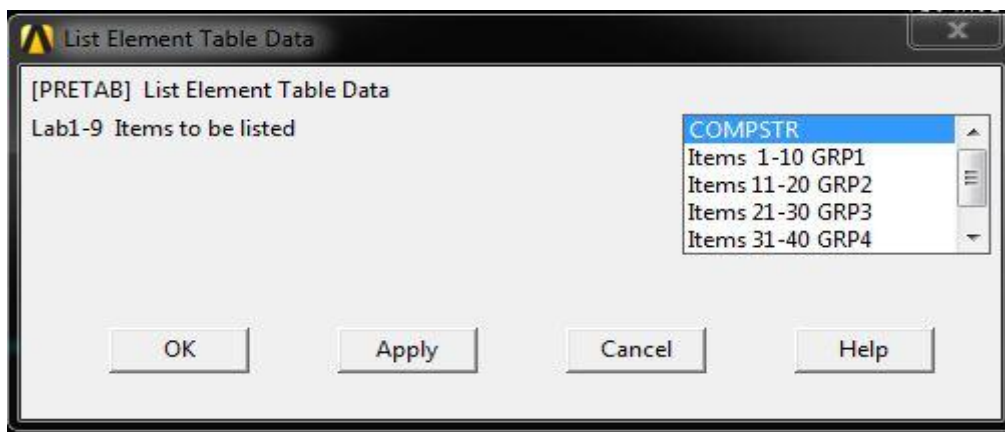 List Element Table Data
[PRETAB] List Element Table Data
Lab1-9 Items to be listed
COMPSTR
Items 1-10 GRP1
Items 11-20 GRP2
Items 21-30 GRP3
Items 31-40 GRP4
OK Apply Cancel Help